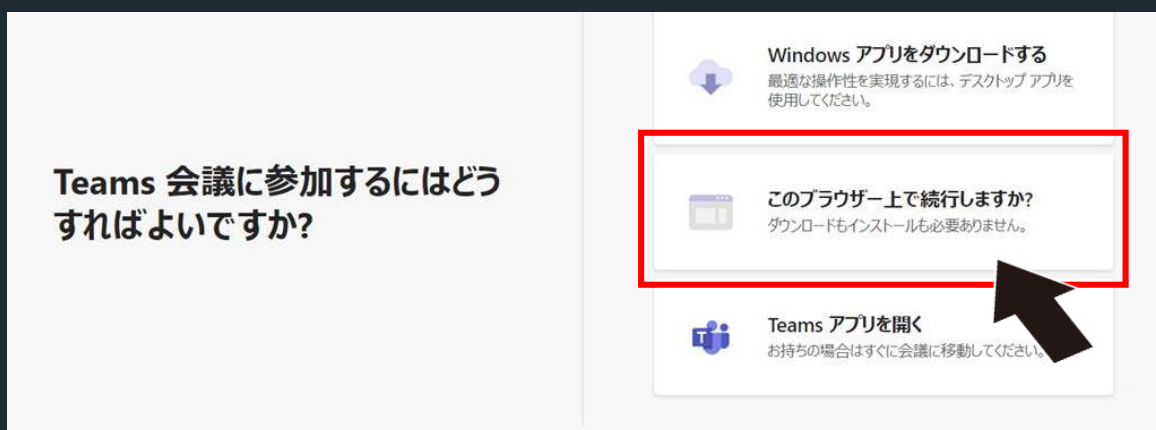 Teams 会議に参加するにはどう
すればよいですか?
Windows アプリをダウンロードする
最適な操作性を実現するには、デスクトップ アプリを
使用してください。
このブラウザー上で続行しますか?
ダウンロードもインストールも必要ありません。
Teams アプリを開く
お持ちの場合はすぐに会議に移動してください。